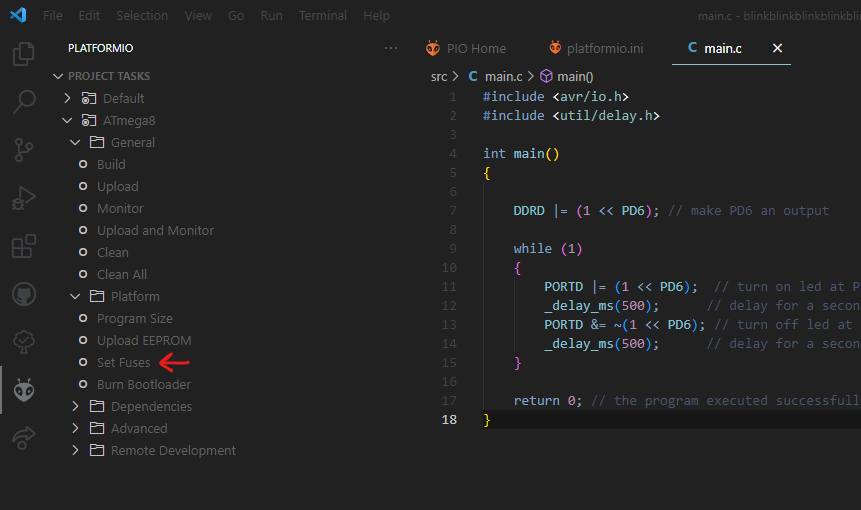 File Edit Selection View Go Run Terminal Help main.c - blinkblinkblinkblinkbli
PLATFORMIO ...
PROJECT TASKS
Default
ATmega8
General
Build
Upload
Monitor
Upload and Monitor
Clean
Clean All
Platform
Program Size
Upload EEPROM
Set Fuses
Burn Bootloader
Dependencies
Advanced
Remote Development
PIO Home platformio.ini C main.c
src > C main.c > main()
1 #include <avr/io.h>
2 #include <util/delay.h>
3
4 int main()
5 {
6
7 DDRD |= (1 << PD6); // make PD6 an output
8
9 while (1)
10 {
11 PORTD |= (1 << PD6); // turn on led at P
12 _delay_ms(500); // delay for a secon
13 PORTD &= ~(1 << PD6); // turn off led at
14 _delay_ms(500); // delay for a secon
15 }
16
17 return 0; // the program executed successfull
18 }